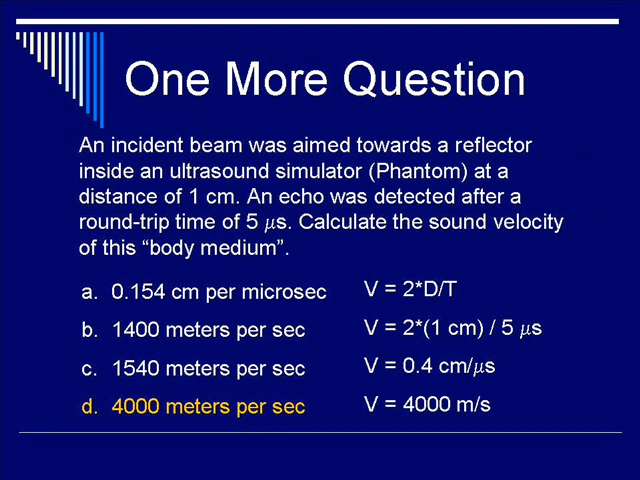 One More Question
An incident beam was aimed towards a reflector
inside an ultrasound simulator (Phantom) at a
distance of 1 cm. An echo was detected after a
round-trip time of 5 μs. Calculate the sound velocity
of this “body medium”.
a. 0.154 cm per microsec
V = 2*D/T
b. 1400 meters per sec
V = 2*(1 cm) / 5 μs
c. 1540 meters per sec
V = 0.4 cm/μs
d. 4000 meters per sec
V = 4000 m/s